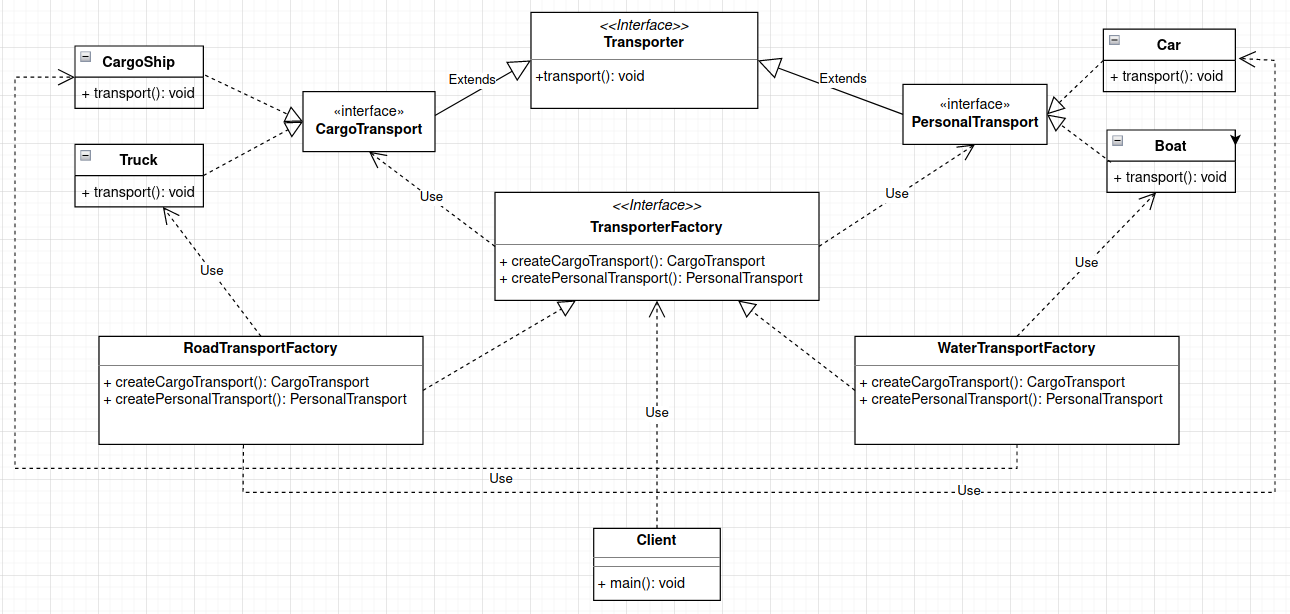 <<Interface>>
Transporter
+transport(): void
CargoShip
+ transport(): void
Extends
Extends
Car
+ transport(): void
«interface»
CargoTransport
«interface»
PersonalTransport
Truck
+ transport(): void
Boat
+ transport(): void
Use
Use
<<Interface>>
TransporterFactory
+ createCargoTransport(): CargoTransport
+ createPersonalTransport(): PersonalTransport
Use
Use
RoadTransportFactory
+ createCargoTransport(): CargoTransport
+ createPersonalTransport(): PersonalTransport
WaterTransportFactory
+ createCargoTransport(): CargoTransport
+ createPersonalTransport(): PersonalTransport
Use
Use
Use
Client
+ main(): void